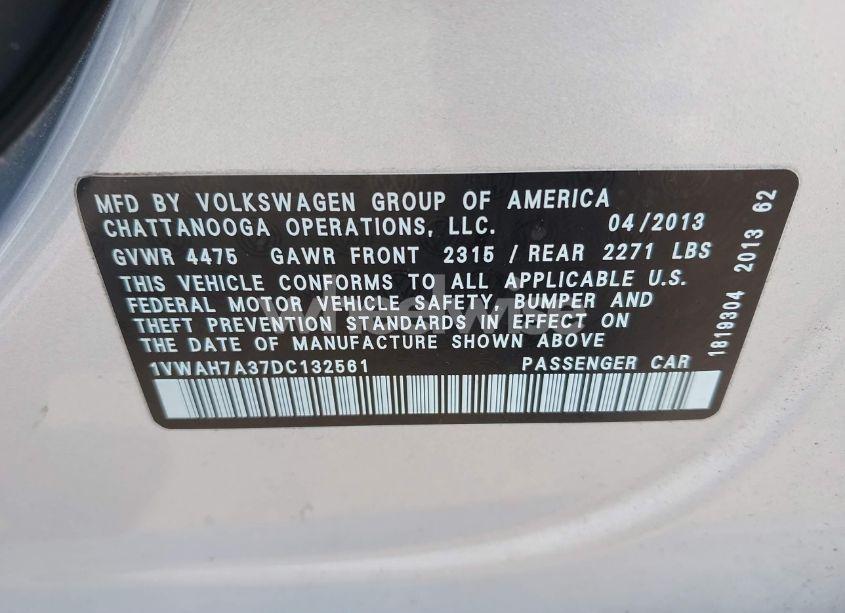 MFD BY VOLKSWAGEN GROUP OF AMERICA
CHATTANOOGA OPERATIONS, LLC. 04/2013
GVWR 4475 GAWR FRONT 2315 / REAR 2271 LBS
THIS VEHICLE CONFORMS TO ALL APPLICABLE U.S.
FEDERAL MOTOR VEHICLE SAFETY, BUMPER AND
THEFT PREVENTION STANDARDS IN EFFECT ON
THE DATE OF MANUFACTURE SHOWN ABOVE
1VWAH7A37DC132561 PASSENGER CAR
1819304 2013 62